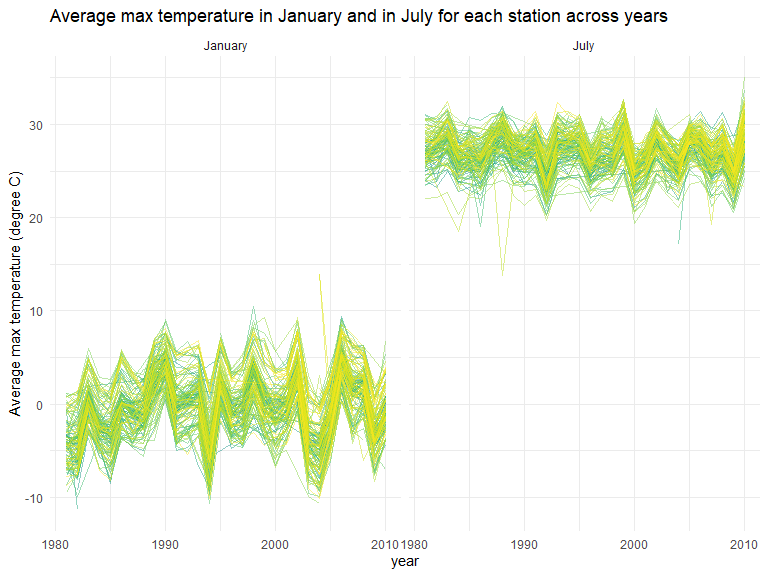 Average max temperature in January and in July for each station across years
January July
Average max temperature (degree C)
30
20
10
0
-10
1980 1990 2000 2010 1980 1990 2000 2010
year